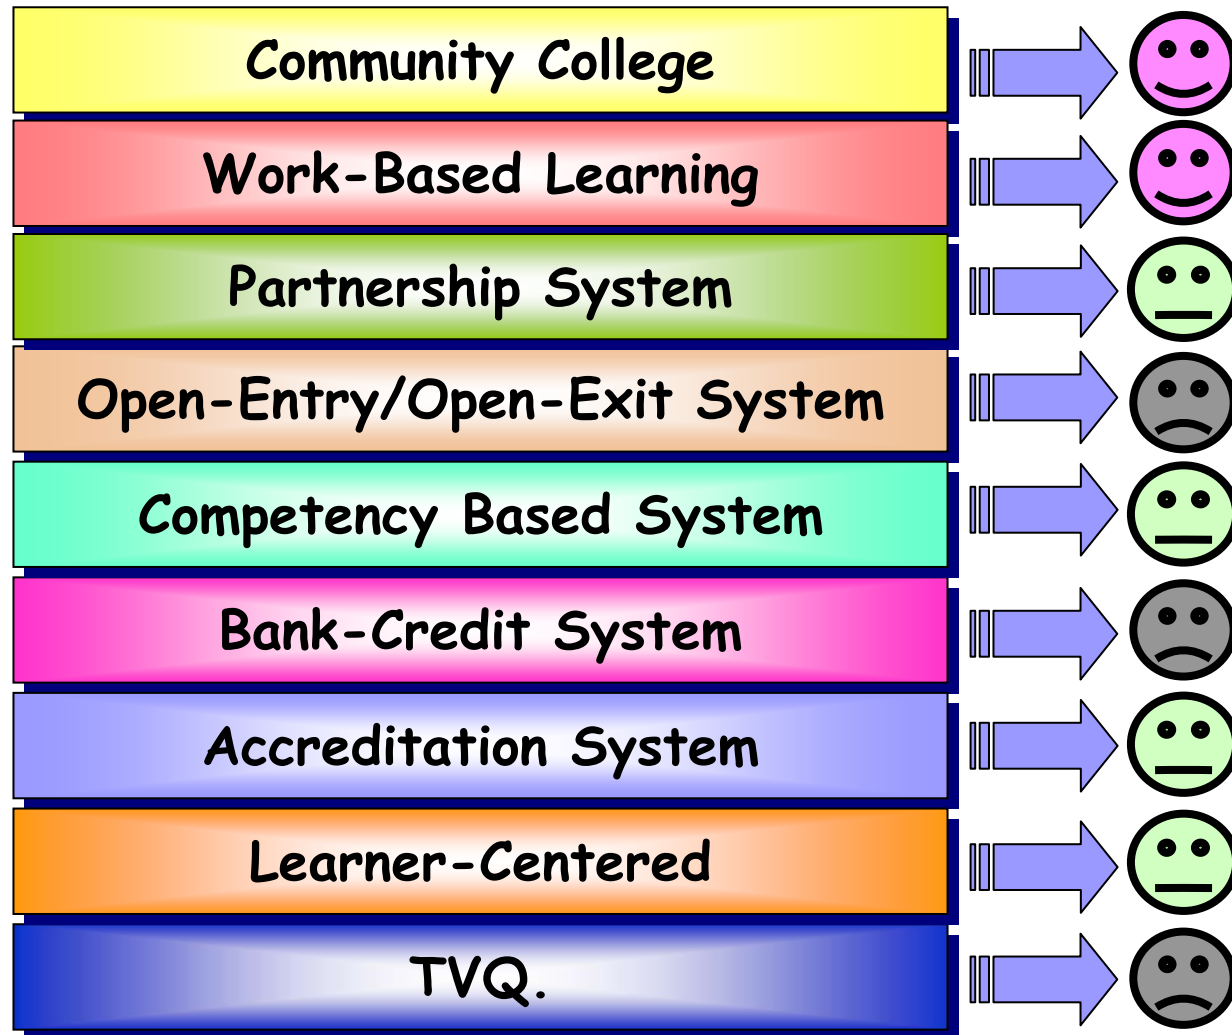 Community College
Work-Based Learning
Partnership System
Open-Entry/Open-Exit System
Competency Based System
Bank-Credit System
Accreditation System
Learner-Centered
TVQ.